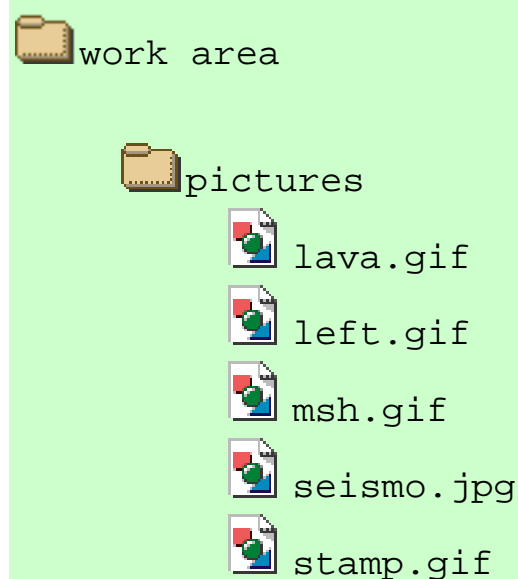 work area
pictures
lava.gif
left.gif
msh.gif
seismo.jpg
stamp.gif